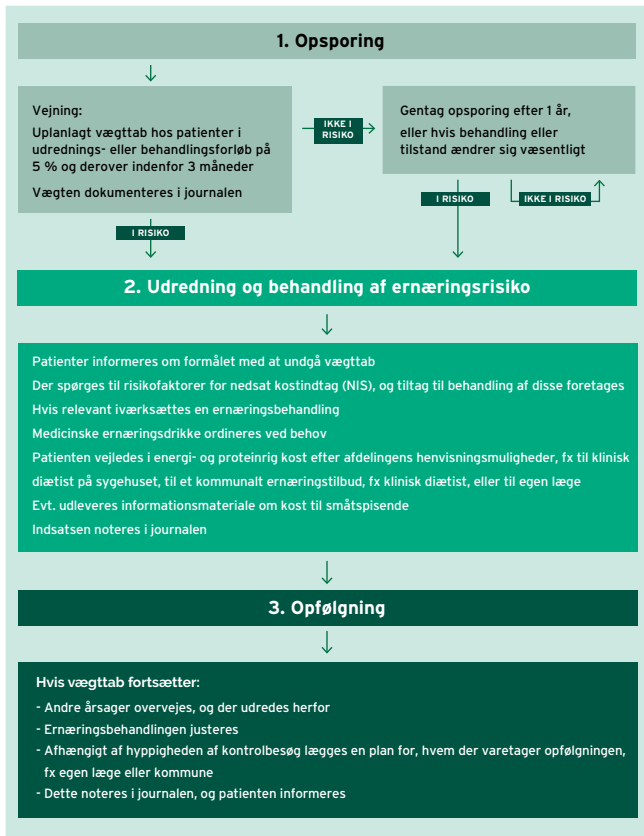 1. Opsporing
Vejning:
Uplanlagt vægttab hos patienter i
udrednings- eller behandlingsforløb på
5 % og derover indenfor 3 måneder
Vægten dokumenteres i journalen
IKKE I
RISIKO
Gentag opsporing efter 1 år,
eller hvis behandling eller
tilstand ændrer sig væsentligt
I RISIKO
I RISIKO
IKKE I RISIKO
2. Udredning og behandling af ernæringsrisiko
Patienter informeres om formålet med at undgå vægttab
Der spørges til risikofaktorer for nedsat kostindtag (NIS), og tiltag til behandling af disse foretages
Hvis relevant iværksættes en ernæringsbehandling
Medicinske ernæringsdrikke ordineres ved behov
Patienten vejledes i energi- og proteinrig kost efter afdelingens henvisningsmuligheder, fx til klinisk
diætist på sygehuset, til et kommunalt ernæringstilbud, fx klinisk diætist, eller til egen læge
Evt. udleveres informationsmateriale om kost til småtspisende
Indsatsen noteres i journalen
3. Opfølgning
Hvis vægttab fortsætter:
- Andre årsager overvejes, og der udredes herfor
- Ernæringsbehandlingen justeres
- Afhængigt af hyppigheden af kontrolbesøg lægges en plan for, hvem der varetager opfølgningen,
fx egen læge eller kommune
- Dette noteres i journalen, og patienten informeres